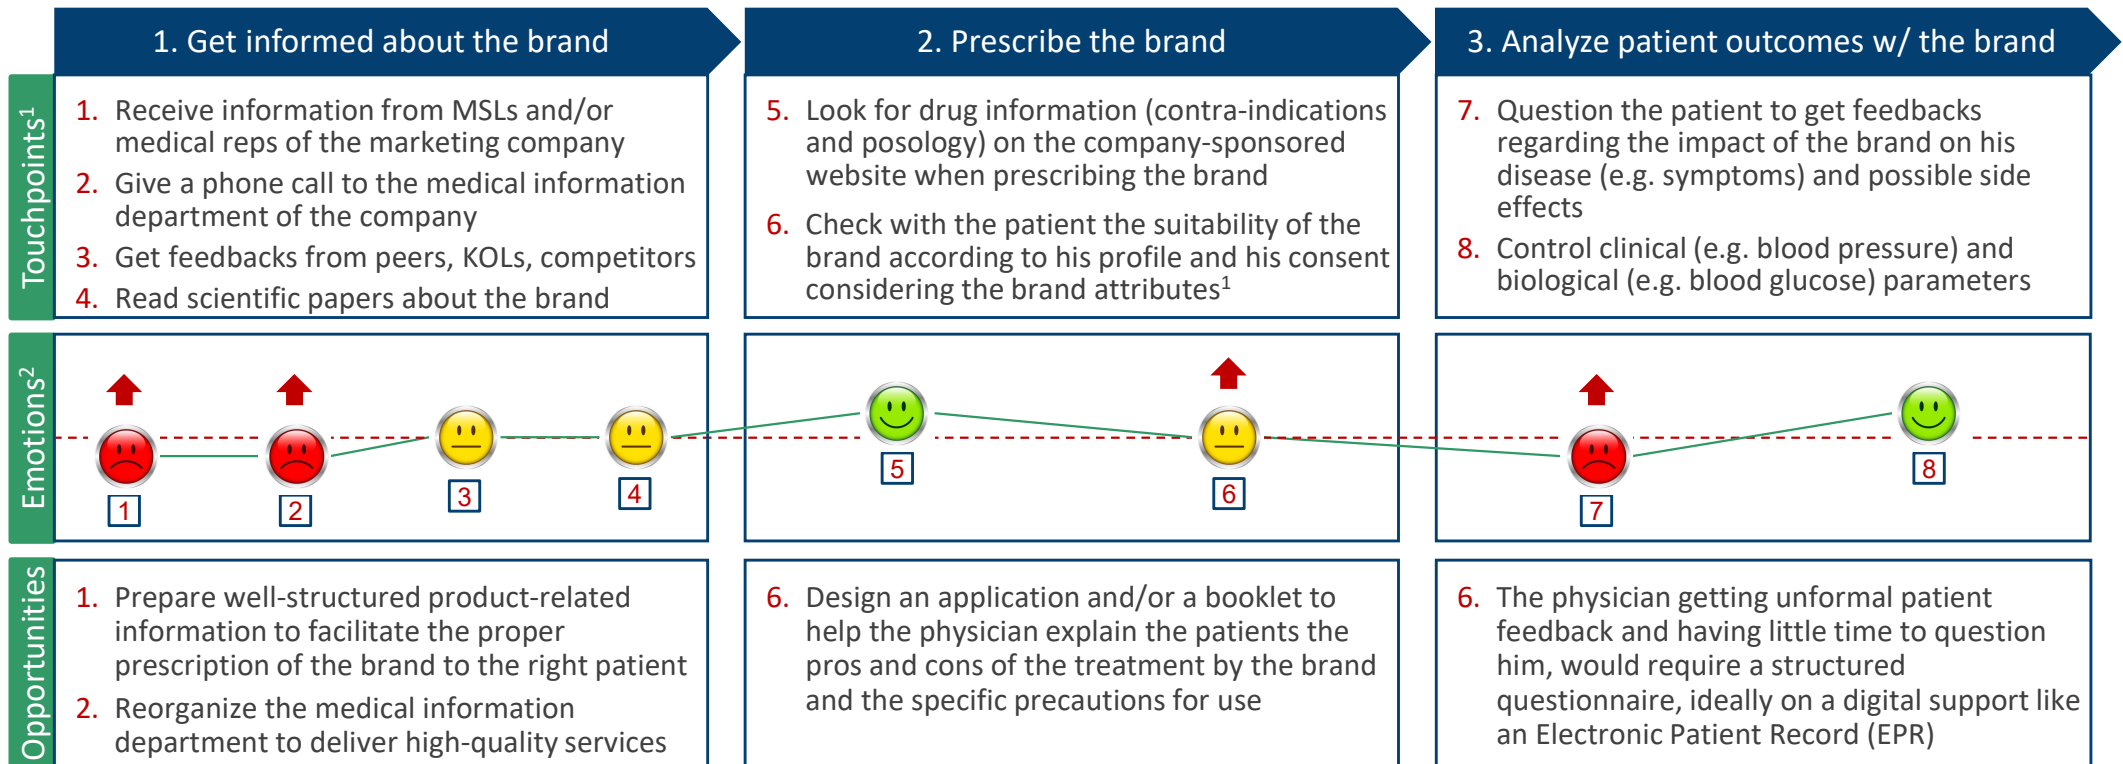 1. Get informed about the brand
2. Prescribe the brand
3. Analyze patient outcomes w/ the brand
Touchpoints1
1. Receive information from MSLs and/or
medical reps of the marketing company
2. Give a phone call to the medical information
department of the company
3. Get feedbacks from peers, KOLs, competitors
4. Read scientific papers about the brand
5. Look for drug information (contra-indications
and posology) on the company-sponsored
website when prescribing the brand
6. Check with the patient the suitability of the
brand according to his profile and his consent
considering the brand attributes1
7. Question the patient to get feedbacks
regarding the impact of the brand on his
disease (e.g. symptoms) and possible side
effects
8. Control clinical (e.g. blood pressure) and
biological (e.g. blood glucose) parameters
Emotions2
1
2
3
4
5
6
7
8
Opportunities
1. Prepare well-structured product-related
information to facilitate the proper
prescription of the brand to the right patient
2. Reorganize the medical information
department to deliver high-quality services
6. Design an application and/or a booklet to
help the physician explain the patients the
pros and cons of the treatment by the brand
and the specific precautions for use
6. The physician getting unformal patient
feedback and having little time to question
him, would require a structured
questionnaire, ideally on a digital support like
an Electronic Patient Record (EPR)